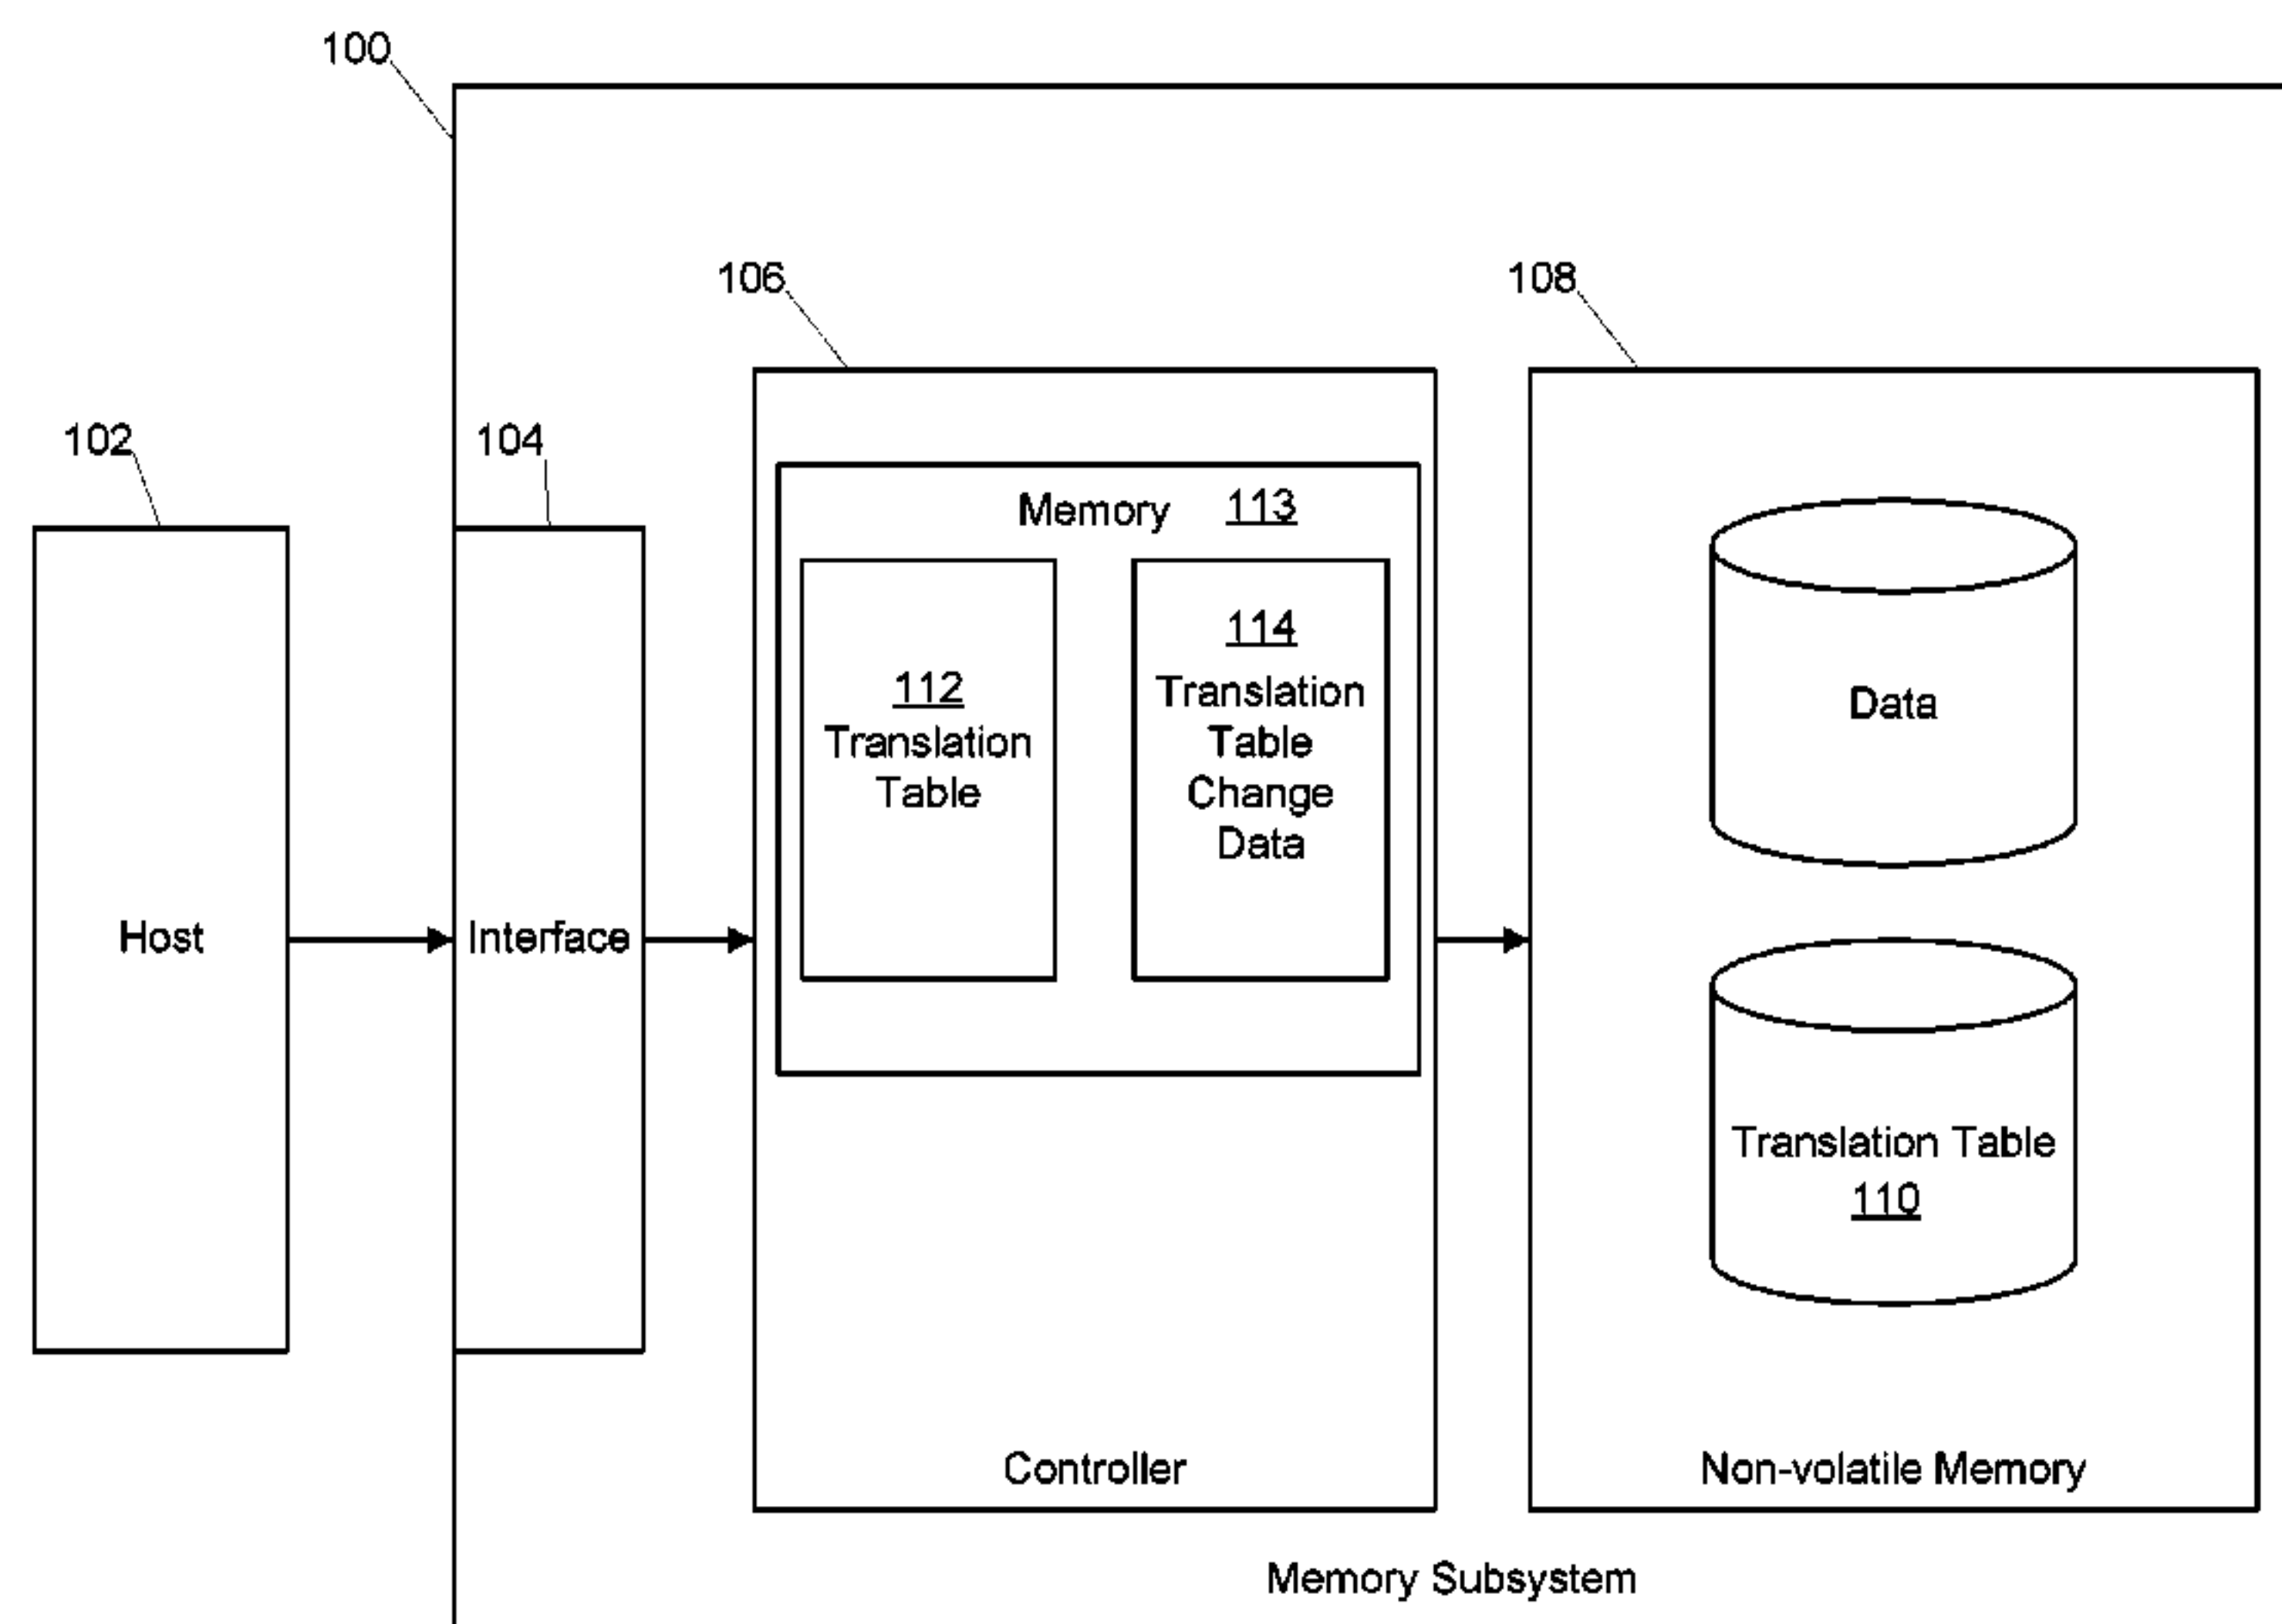 100
106
108
102
104
Memory 113
112
Translation
Table
114
Translation
Table
Change
Data
Data
Host
Interface
Translation Table
110
Controller
Non-volatile Memory
Memory Subsystem